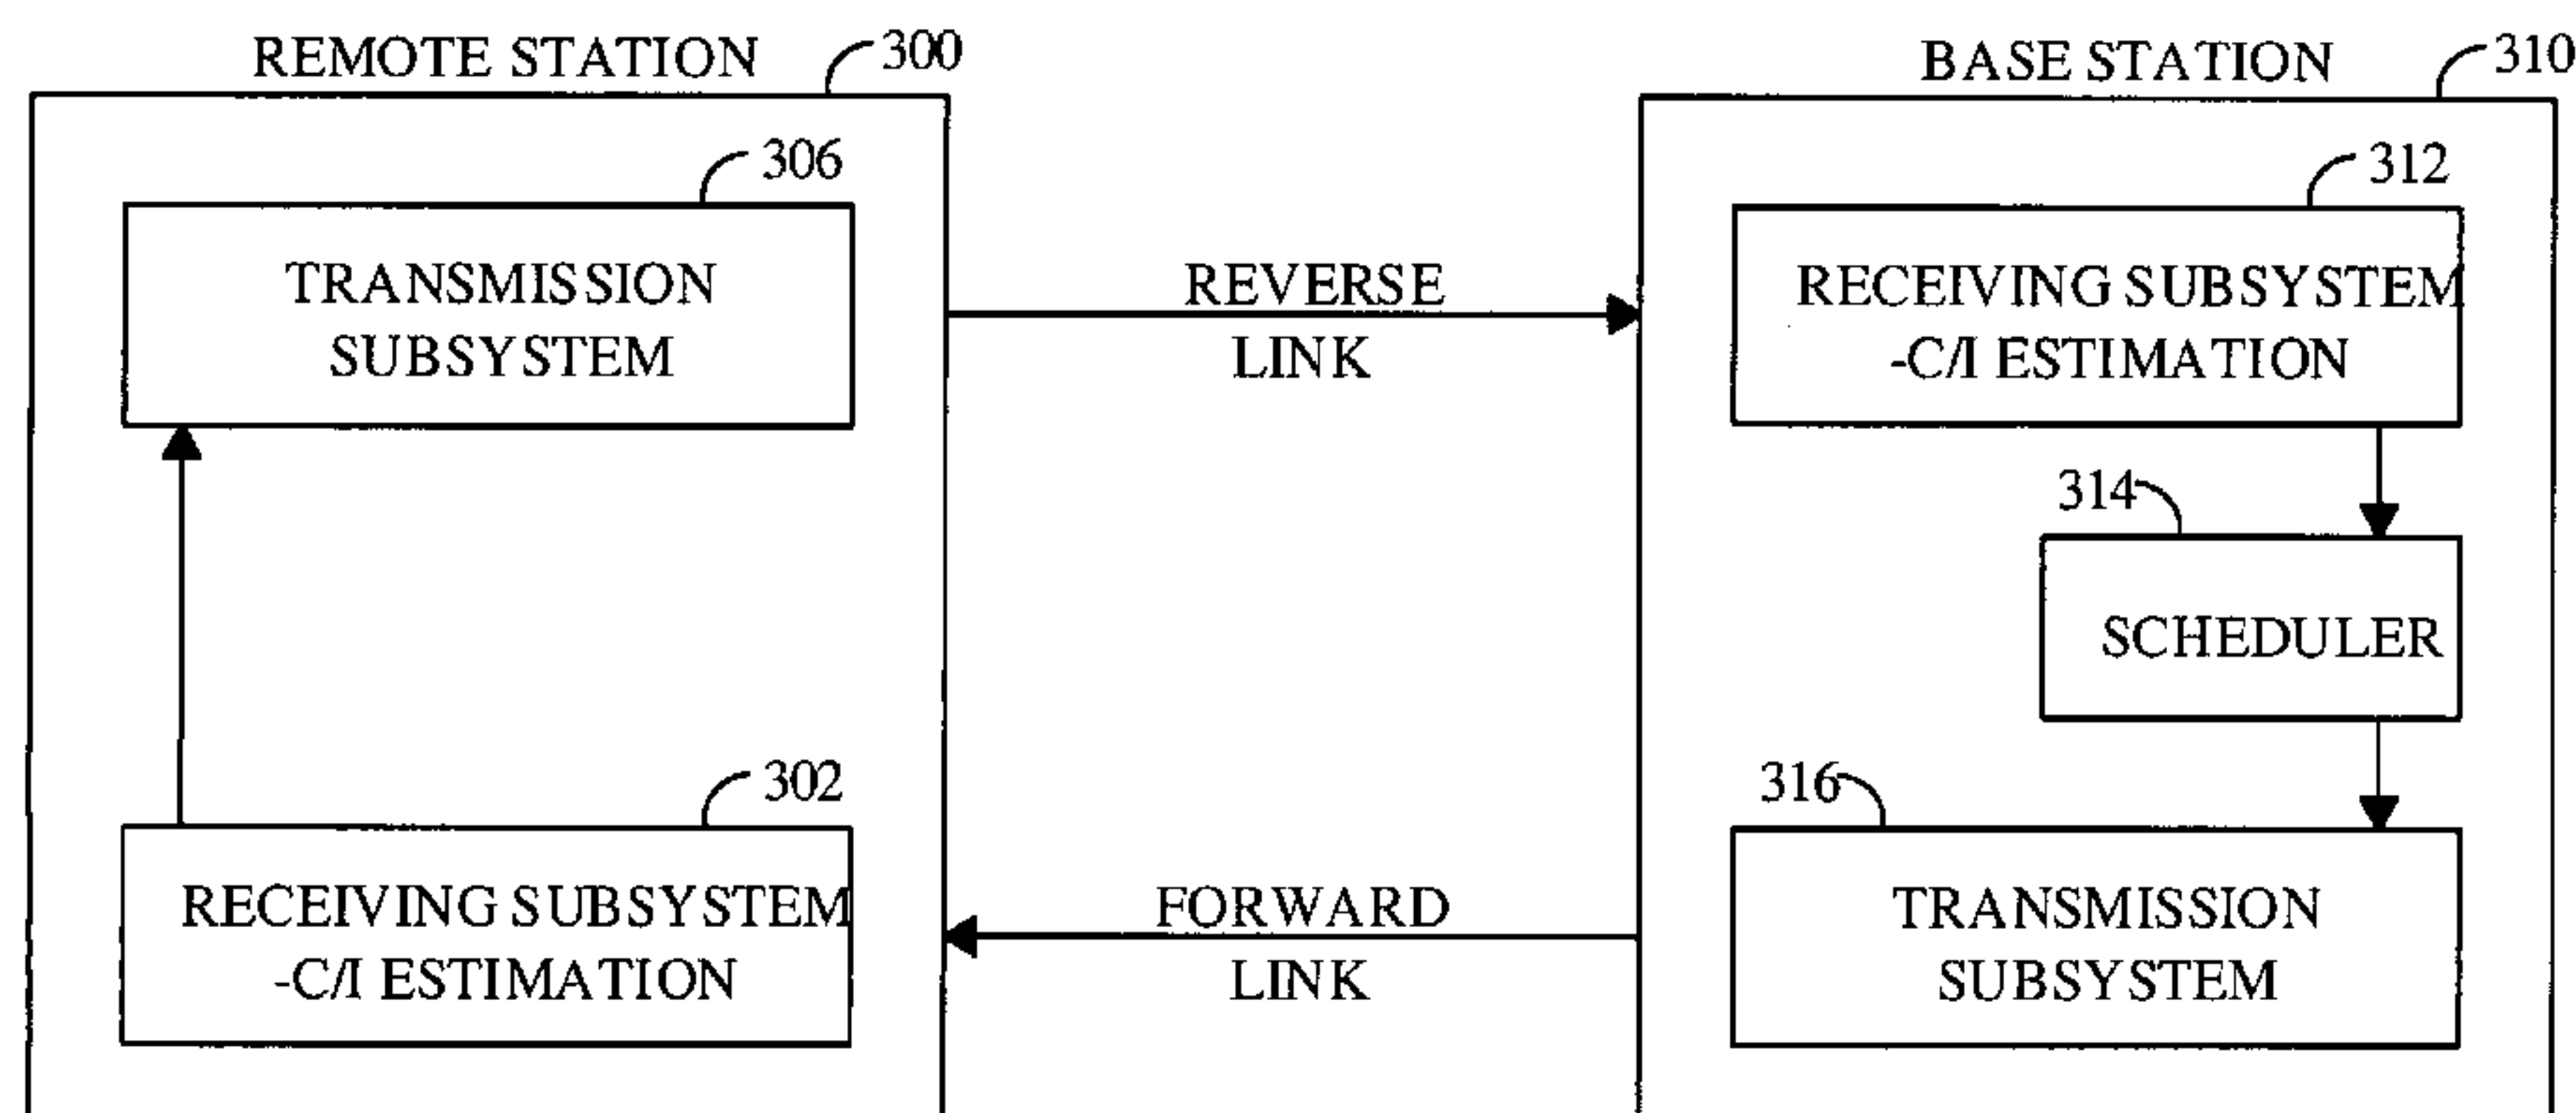 REMOTE STATION
300
BASE STATION
310
306
TRANSMISSION
SUBSYSTEM
REVERSE
LINK
312
RECEIVING SUBSYSTEM
-C/I ESTIMATION
314
SCHEDULER
302
RECEIVING SUBSYSTEM
-C/I ESTIMATION
FORWARD
LINK
316
TRANSMISSION
SUBSYSTEM